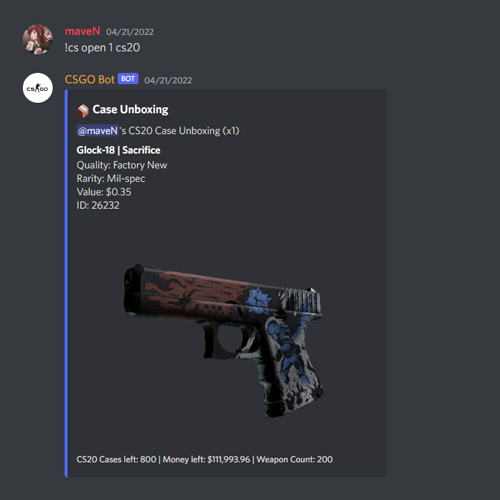 maveN 04/21/2022
!cs open 1 cs20
CS GO
CSGO Bot BOT 04/21/2022
Case Unboxing
@maveN's CS20 Case Unboxing (x1)
Glock-18 | Sacrifice
Quality: Factory New
Rarity: Mil-spec
Value: $0.35
ID: 26232
CS20 Cases left: 800 | Money left: $111,993.96 | Weapon Count: 200